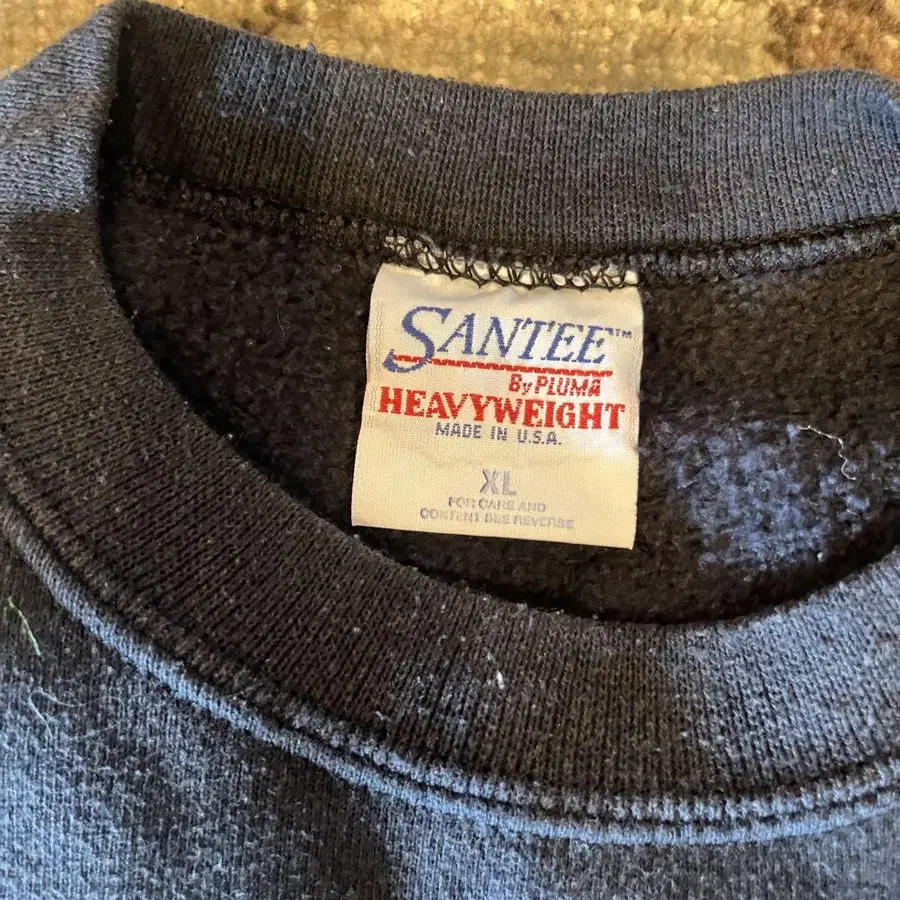 SANTEE™
By PLUMA
HEAVYWEIGHT
MADE IN U.S.A.
XL
FOR CARE AND
CONTENT SEE REVERSE